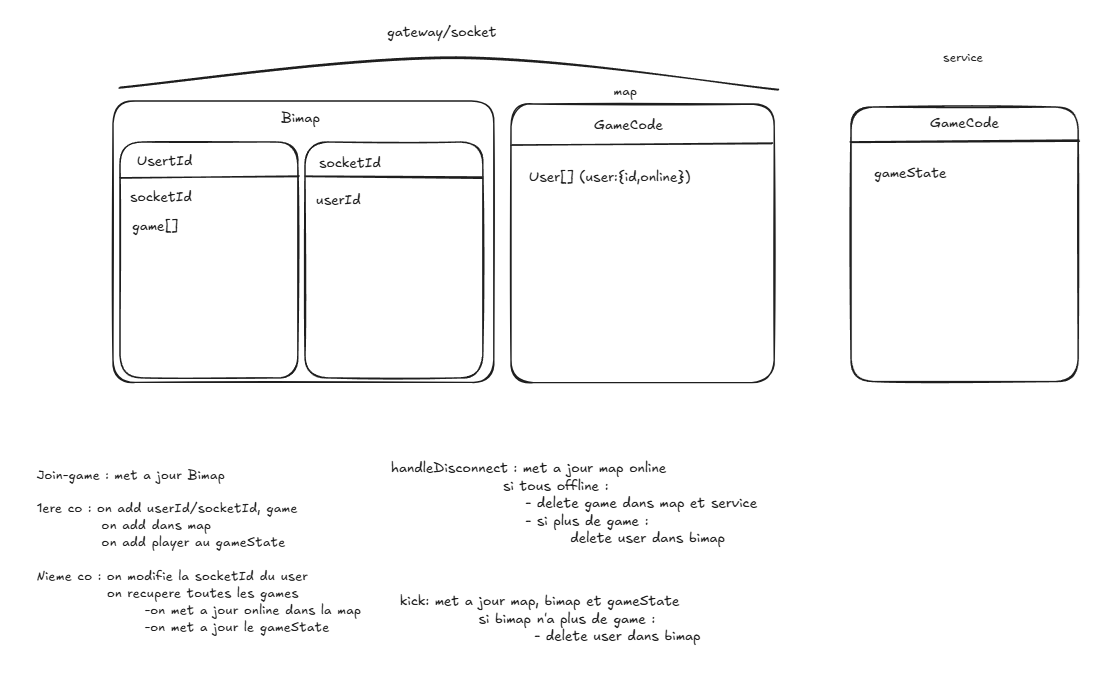 gateway/socket
service
map
Bimap
GameCode
GameCode
UsertId
socketId
socketId
userId
game[]
User[] (user:{id,online})
gameState
Join-game : met a jour Bimap
1ere co : on add userId/socketId, game
on add dans map
on add player au gameState
Nieme co : on modifie la socketId du user
on recupere toutes les games
-on met a jour online dans la map
-on met a jour le gameState
handleDisconnect : met a jour map online
si tous offline :
- delete game dans map et service
- si plus de game :
delete user dans bimap
kick: met a jour map, bimap et gameState
si bimap n'a plus de game :
- delete user dans bimap